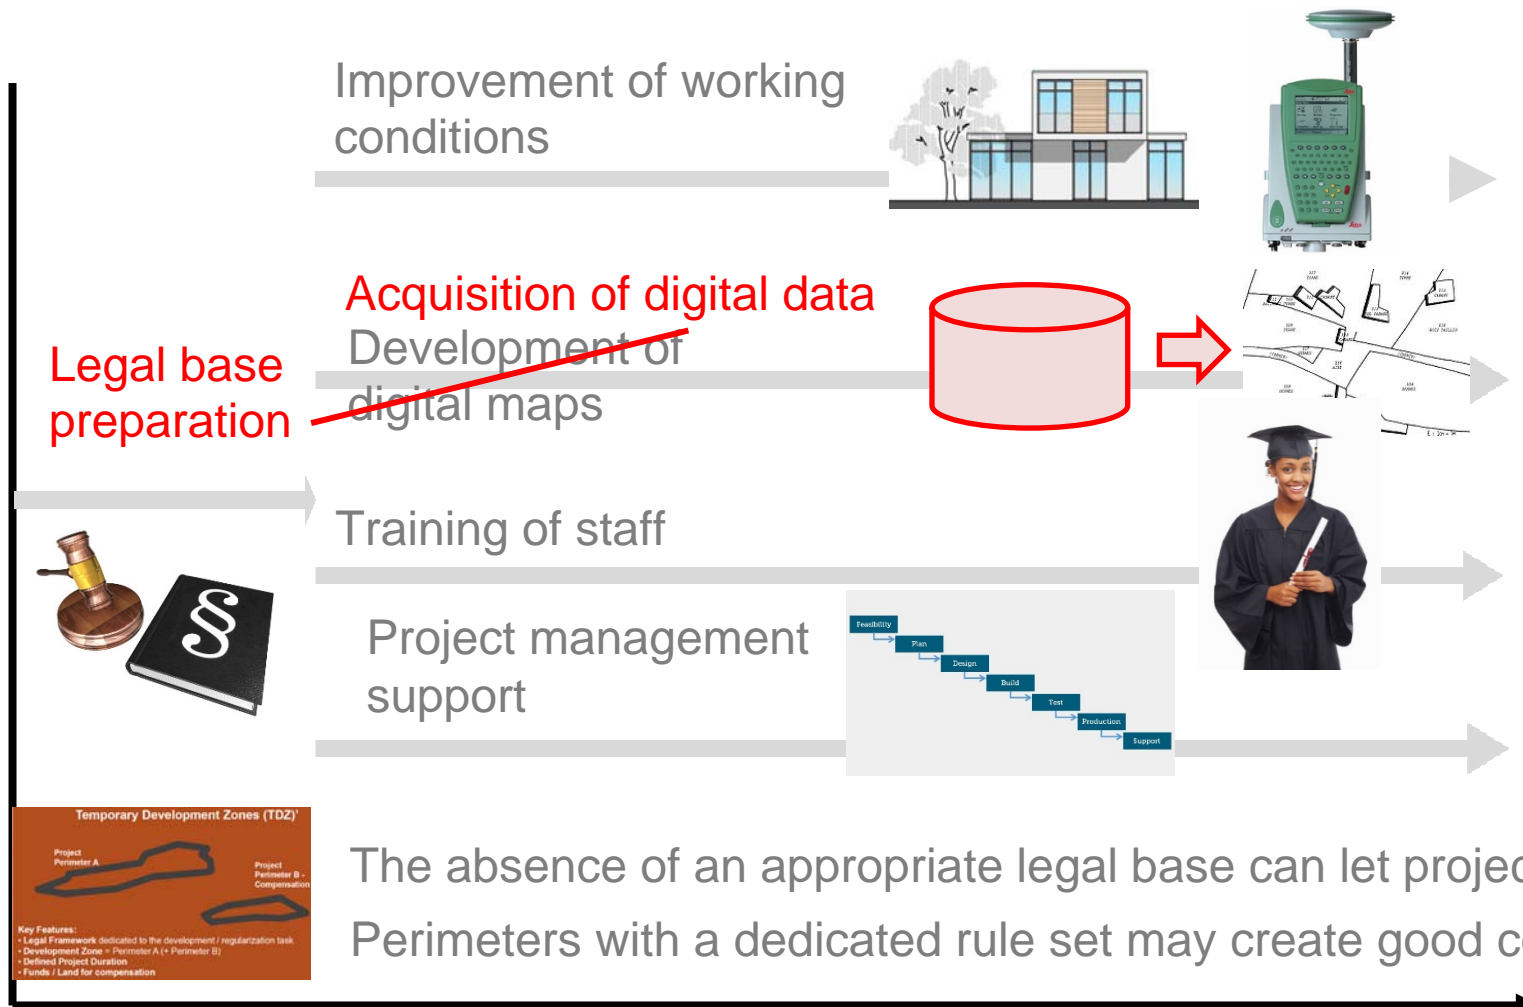 Improvement of working
conditions
Acquisition of digital data
Development of
digital maps
Legal base
preparation
Training of staff
Project management
support
Feasibility
Plan
Design
Build
Test
Production
Support
Temporary Development Zones (TDZ)'
Project
Perimeter A
Project
Perimeter B -
Compensation
Key Features:
• Legal Framework dedicated to the development / regularization task
• Development Zone = Perimeter A (+ Perimeter B)
• Defined Project Duration
• Funds / Land for compensation
The absence of an appropriate legal base can let projec
Perimeters with a dedicated rule set may create good c